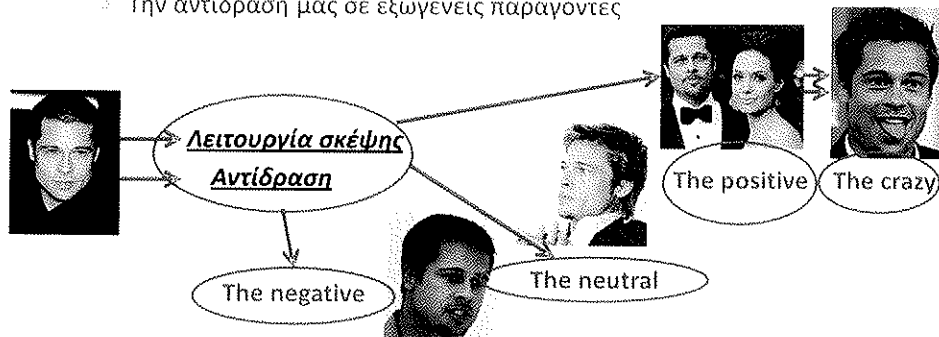 Την αντίδραση μας σε εξωγενείς παράγοντες
Λειτουργία σκέψης
Αντίδραση
The positive
The crazy
The neutral
The negative